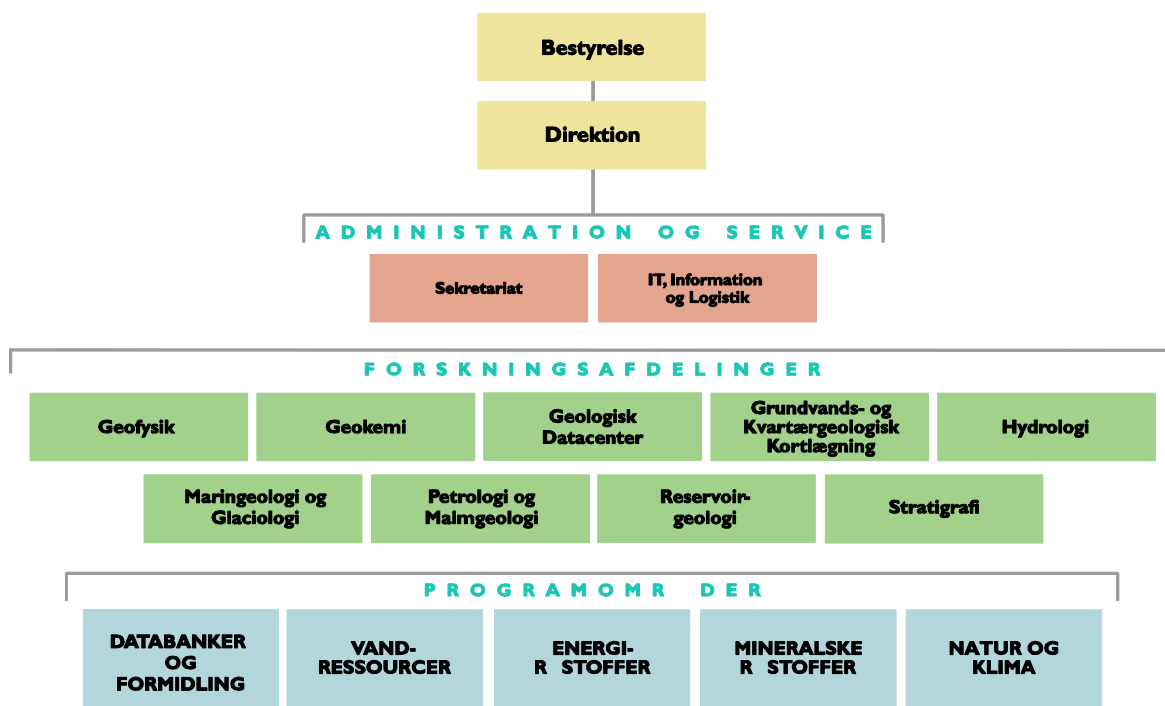 Bestyrelse
Direktion
ADMINISTRATION OG SERVICE
Sekretariat
IT, Information
og Logistik
FORSKNINGSAFDELINGER
Geofysik
Geokemi
Geologisk
Datacenter
Grundvands- og
Kvartærgeologisk
Kortlægning
Hydrologi
Maringeologi og
Glaciologi
Petrologi og
Malmgeologi
Reservoir-
geologi
Stratigrafi
PROGRAMOMR DER
DATABANKER
OG
FORMIDLING
VAND-
RESSOURCER
ENERGI-
R STOFFER
MINERALSKE
R STOFFER
NATUR OG
KLIMA